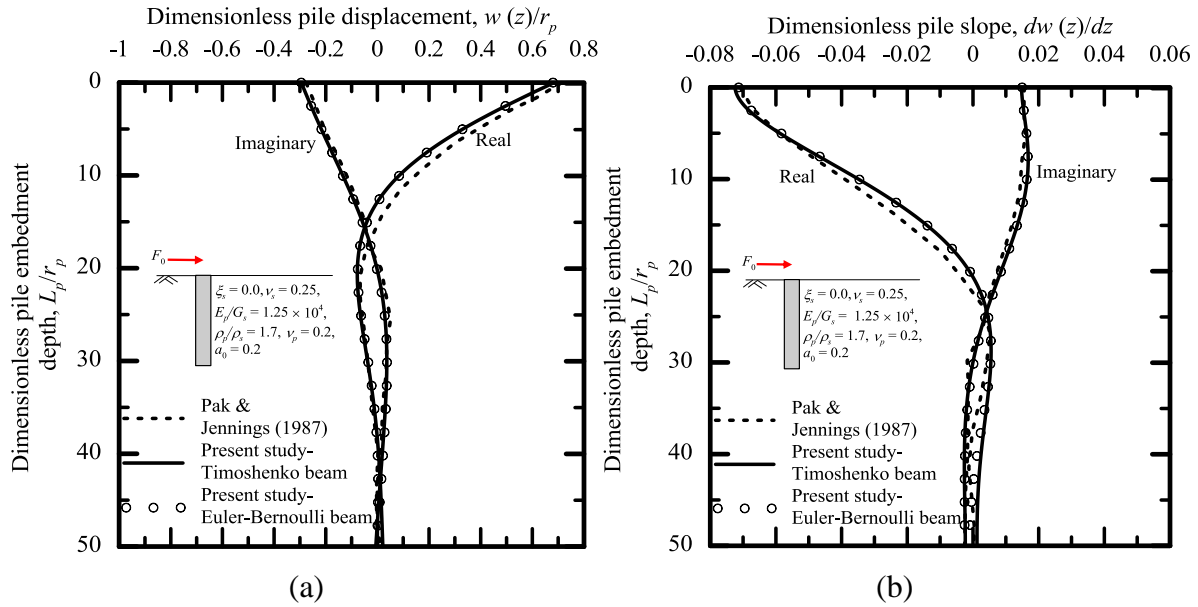 Dimensionless pile displacement, w (z)/r_p
-1 -0.8 -0.6 -0.4 -0.2 0 0.2 0.4 0.6 0.8
0
10
20
30
40
50
Dimensionless pile embedment
depth, L_p/r_p
Imaginary
Real
F_0
ξ_s = 0.0, ν_s = 0.25,
E_p/G_s = 1.25 × 10^4,
ρ_p/ρ_s = 1.7, ν_p = 0.2,
a_0 = 0.2
Pak &
Jennings (1987)
Present study-
Timoshenko beam
Present study-
Euler-Bernoulli beam
(a)
Dimensionless pile slope, dw (z)/dz
-0.08 -0.06 -0.04 -0.02 0 0.02 0.04 0.06
0
10
20
30
40
50
Dimensionless pile embedment
depth, L_p/r_p
Real
Imaginary
F_0
ξ_s = 0.0, ν_s = 0.25,
E_p/G_s = 1.25 × 10^4,
ρ_p/ρ_s = 1.7, ν_p = 0.2,
a_0 = 0.2
Pak &
Jennings (1987)
Present study-
Timoshenko beam
Present study-
Euler-Bernoulli beam
(b)